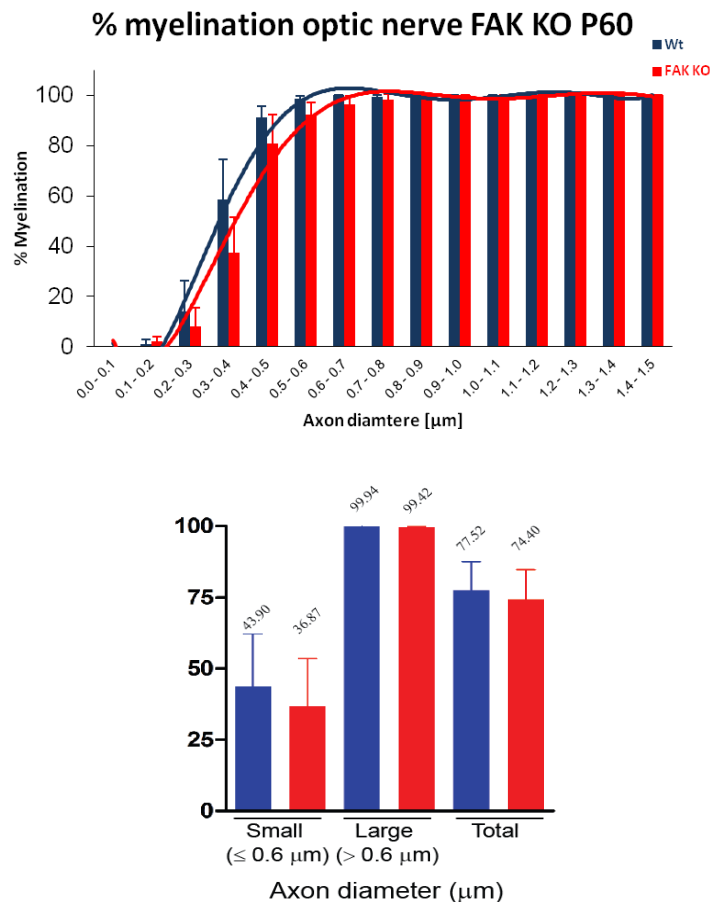 % myelination optic nerve FAK KO P60
Wt
FAK KO
% Myelination
100
80
60
40
20
0
0.0 - 0.1
0.1 - 0.2
0.2 - 0.3
0.3 - 0.4
0.4 - 0.5
0.5 - 0.6
0.6 - 0.7
0.7 - 0.8
0.8 - 0.9
0.9 - 1.0
1.0 - 1.1
1.1 - 1.2
1.2 - 1.3
1.3 - 1.4
1.4 - 1.5
Axon diamtere [μm]
100
75
50
25
0
43.90
36.87
99.94
99.42
77.52
74.40
Small Large Total
(≤ 0.6 μm) (> 0.6 μm)
Axon diameter (μm)